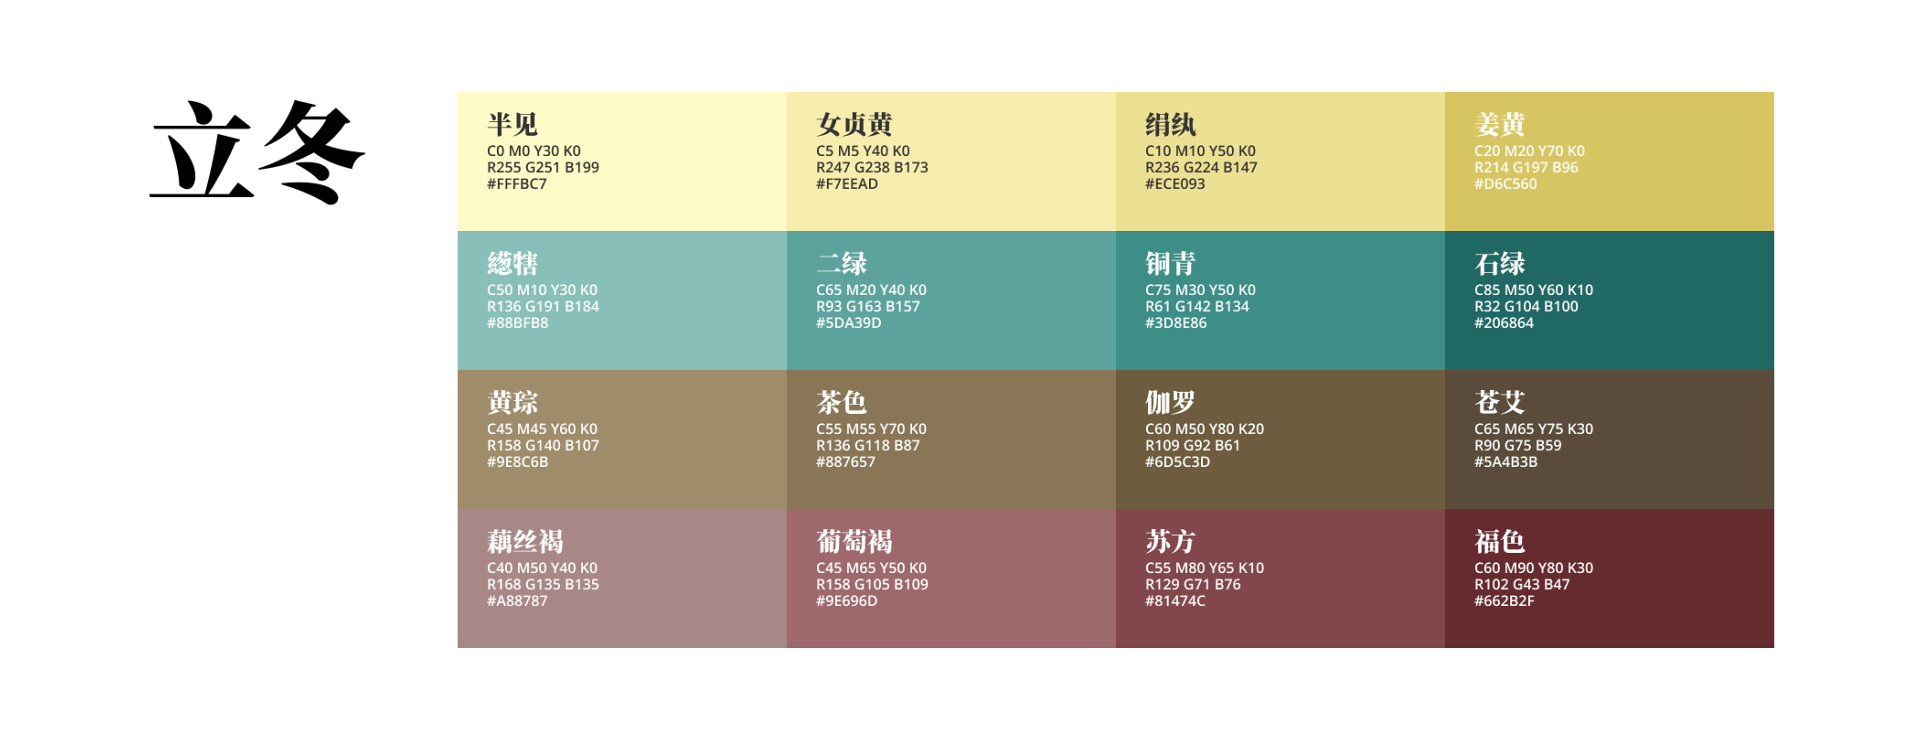 立冬
半见
C0 M0 Y30 K0
R255 G251 B199
#FFFBC7
女贞黄
C5 M5 Y40 K0
R247 G238 B173
#F7EEAD
绢纨
C10 M10 Y50 K0
R236 G224 B147
#ECE093
姜黄
C20 M20 Y70 K0
R214 G197 B96
#D6C560
繱犗
C50 M10 Y30 K0
R136 G191 B184
#88BFB8
二绿
C65 M20 Y40 K0
R93 G163 B157
#5DA39D
铜青
C75 M30 Y50 K0
R61 G142 B134
#3D8E86
石绿
C85 M50 Y60 K10
R32 G104 B100
#206864
黄琮
C45 M45 Y60 K0
R158 G140 B107
#9E8C6B
茶色
C55 M55 Y70 K0
R136 G118 B87
#887657
伽罗
C60 M50 Y80 K20
R109 G92 B61
#6D5C3D
苍艾
C65 M65 Y75 K30
R90 G75 B59
#5A4B3B
藕丝褐
C40 M50 Y40 K0
R168 G135 B135
#A88787
葡萄褐
C45 M65 Y50 K0
R158 G105 B109
#9E696D
苏方
C55 M80 Y65 K10
R129 G71 B76
#81474C
福色
C60 M90 Y80 K30
R102 G43 B47
#662B2F